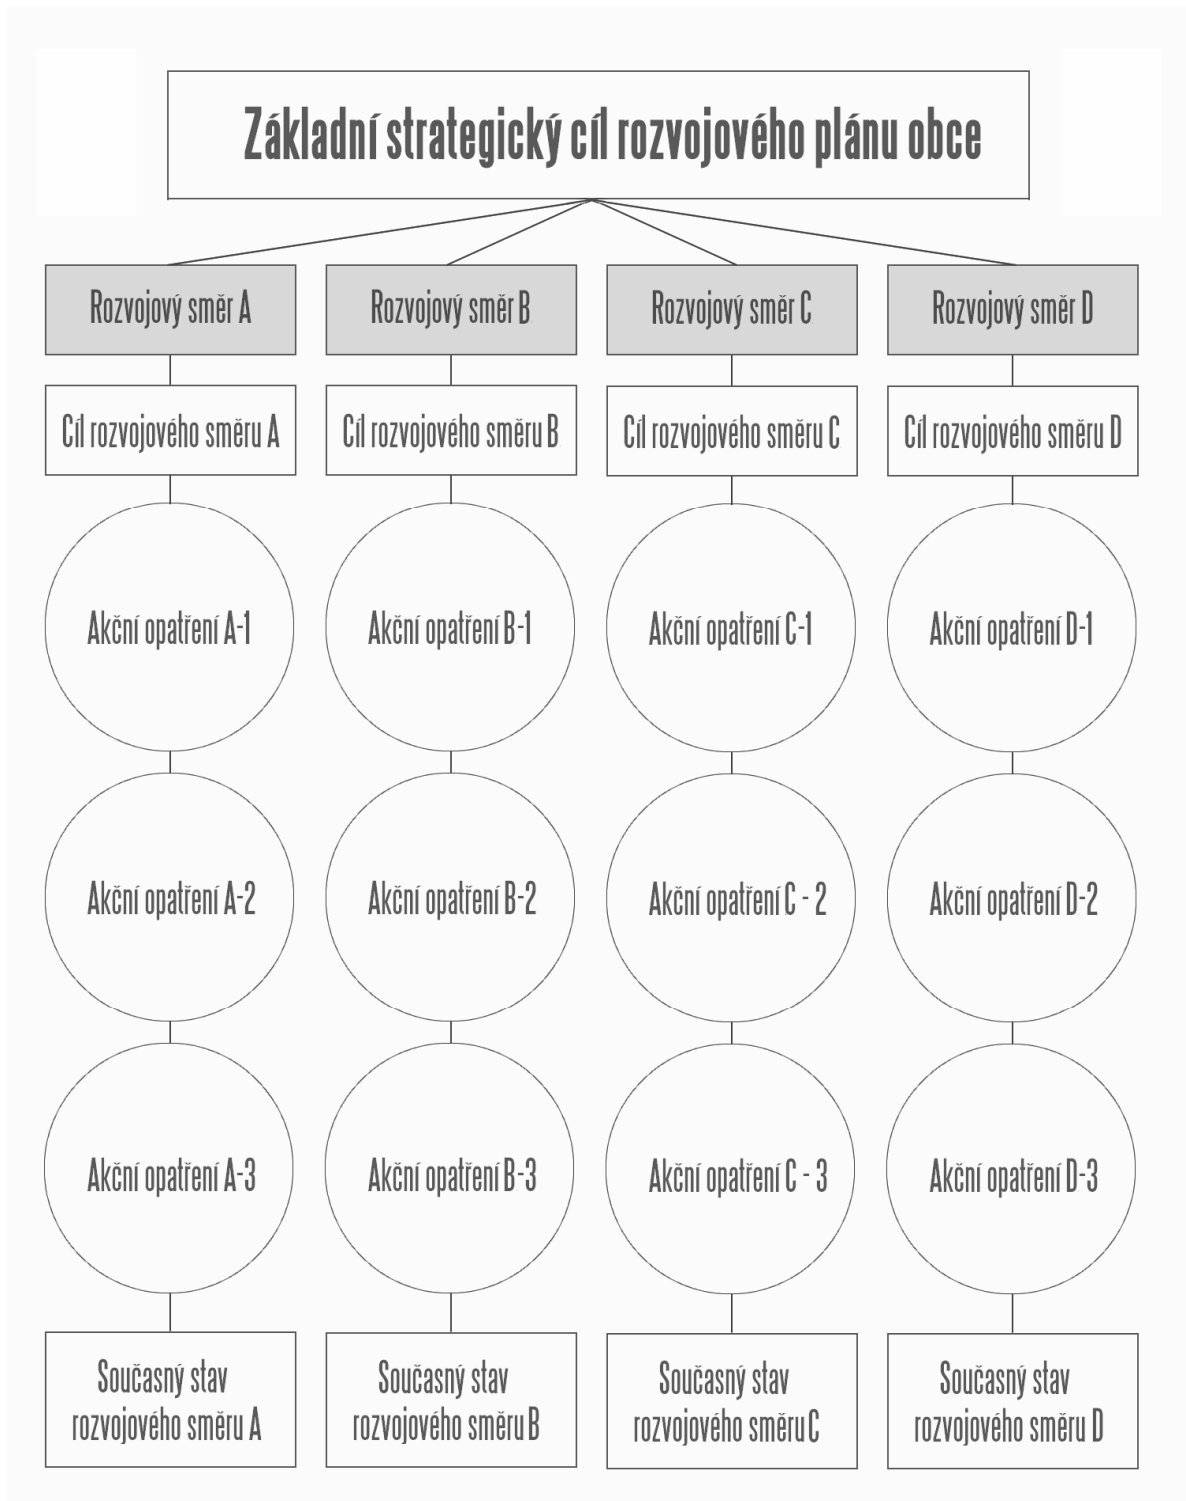 Základní strategický cíl rozvojového plánu obce
Rozvojový směr A
Rozvojový směr B
Rozvojový směr C
Rozvojový směr D
Cíl rozvojového směru A
Cíl rozvojového směru B
Cíl rozvojového směru C
Cíl rozvojového směru D
Akční opatření A-1
Akční opatření B-1
Akční opatření C-1
Akční opatření D-1
Akční opatření A-2
Akční opatření B-2
Akční opatření C - 2
Akční opatření D-2
Akční opatření A-3
Akční opatření B-3
Akční opatření C - 3
Akční opatření D-3
Současný stav
rozvojového směru A
Současný stav
rozvojového směru B
Současný stav
rozvojového směru C
Současný stav
rozvojového směru D